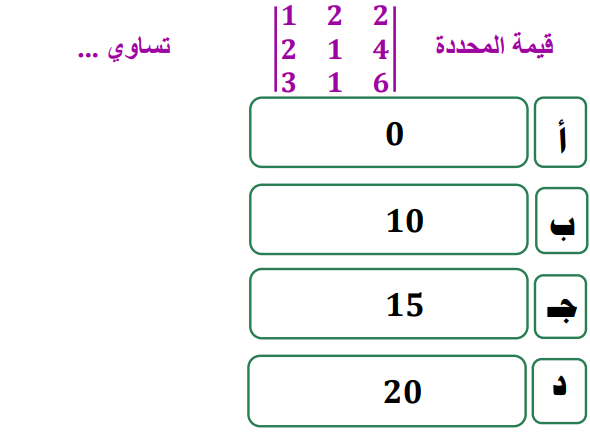 قيمة المحددة |1 2 2| تساوي ...
|2 1 4|
|3 1 6|
أ 0
ب 10
جـ 15
د 20